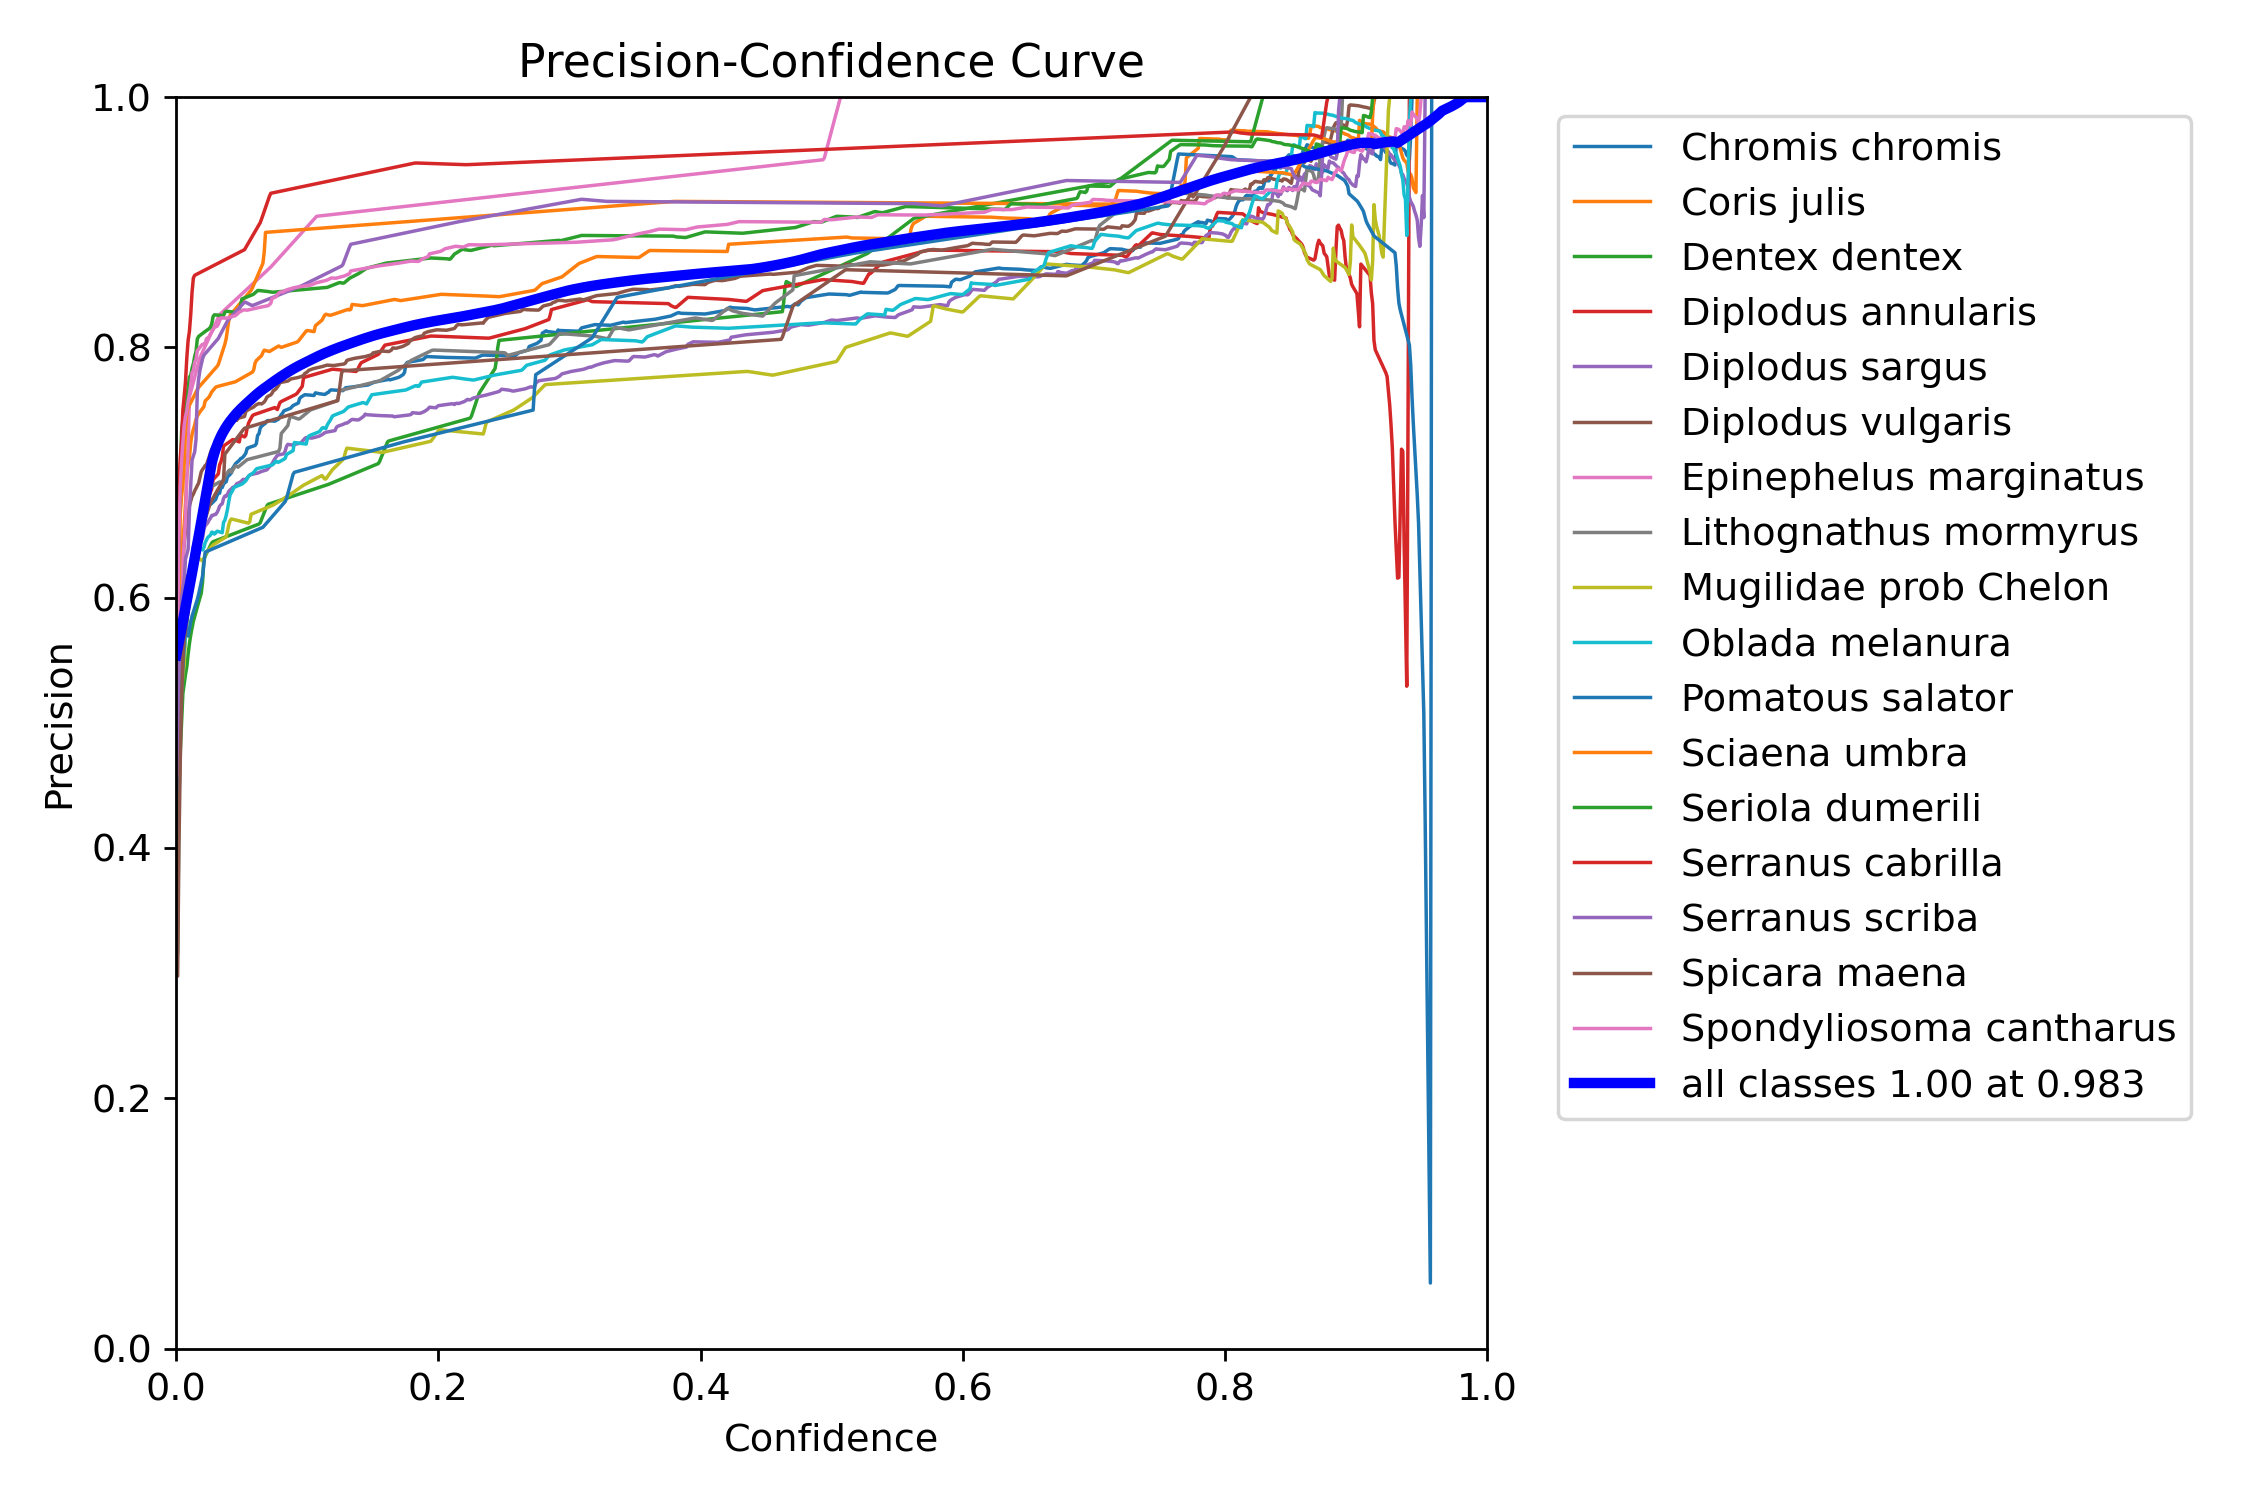 Precision-Confidence Curve
1.0
0.8
0.6
0.4
0.2
0.0
Precision
0.0 0.2 0.4 0.6 0.8 1.0
Confidence
Chromis chromis
Coris julis
Dentex dentex
Diplodus annularis
Diplodus sargus
Diplodus vulgaris
Epinephelus marginatus
Lithognathus mormyrus
Mugilidae prob Chelon
Oblada melanura
Pomatous salator
Sciaena umbra
Seriola dumerili
Serranus cabrilla
Serranus scriba
Spicara maena
Spondyliosoma cantharus
all classes 1.00 at 0.983